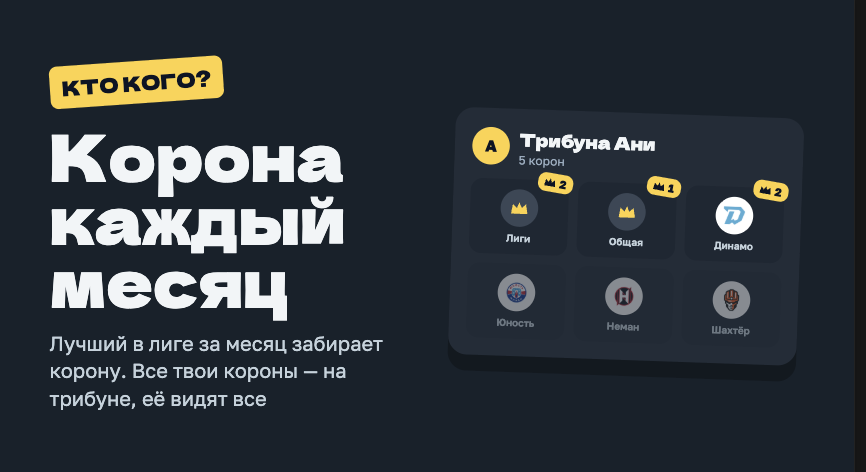 КТО КОГО?
Корона
каждый
месяц
Лучший в лиге за месяц забирает
корону. Все твои короны — на
трибуне, её видят все
А
Трибуна Ани
5 корон
2
1
2
Лиги
Общая
Динамо
Юность
Неман
Шахтёр